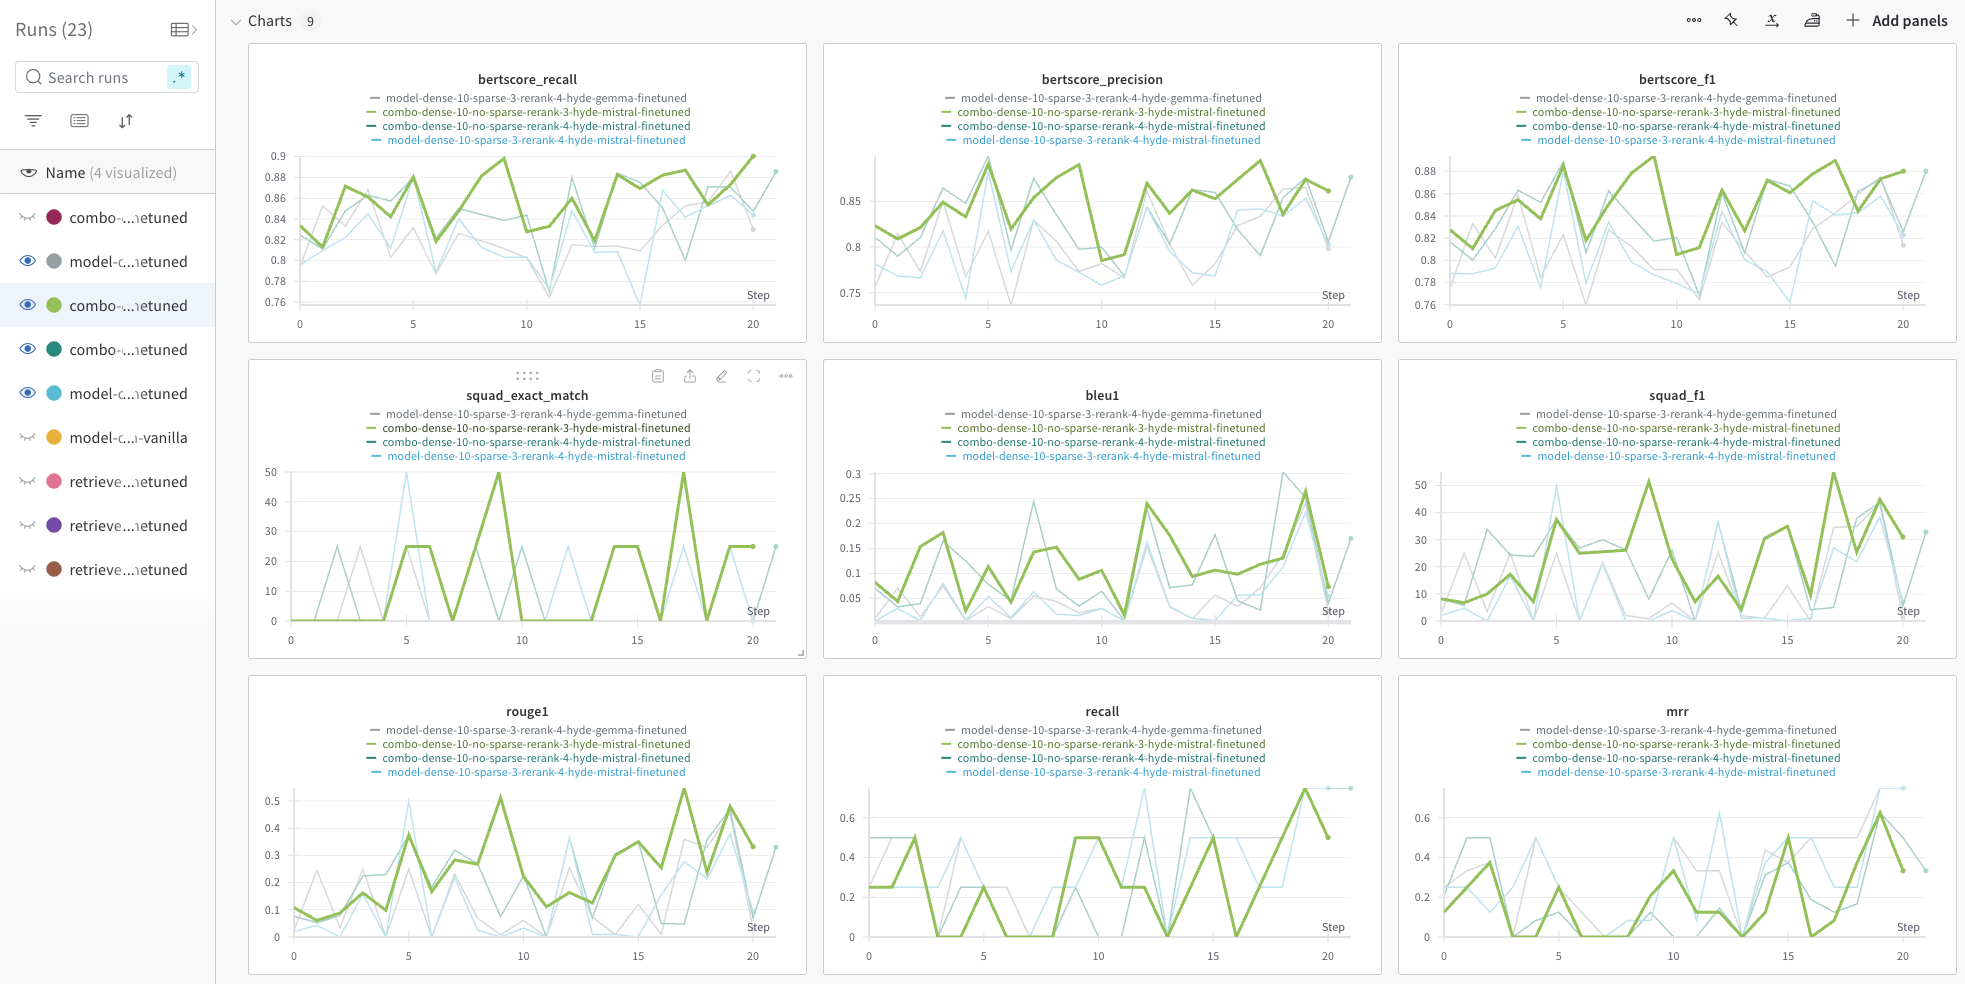 Runs (23)
Search runs
.*
Name (4 visualized)
combo-...netuned
model-c...netuned
combo-...netuned
combo-...netuned
model-c...netuned
model-c...-vanilla
retrieve...netuned
retrieve...netuned
retrieve...netuned
Charts 9
Add panels
bertscore_recall
model-dense-10-sparse-3-rerank-4-hyde-gemma-finetuned
combo-dense-10-no-sparse-rerank-3-hyde-mistral-finetuned
combo-dense-10-no-sparse-rerank-4-hyde-mistral-finetuned
model-dense-10-sparse-3-rerank-4-hyde-mistral-finetuned
0.9
0.88
0.86
0.84
0.82
0.8
0.78
0.76
Step
0 5 10 15 20
bertscore_precision
model-dense-10-sparse-3-rerank-4-hyde-gemma-finetuned
combo-dense-10-no-sparse-rerank-3-hyde-mistral-finetuned
combo-dense-10-no-sparse-rerank-4-hyde-mistral-finetuned
model-dense-10-sparse-3-rerank-4-hyde-mistral-finetuned
0.85
0.8
0.75
Step
0 5 10 15 20
bertscore_f1
model-dense-10-sparse-3-rerank-4-hyde-gemma-finetuned
combo-dense-10-no-sparse-rerank-3-hyde-mistral-finetuned
combo-dense-10-no-sparse-rerank-4-hyde-mistral-finetuned
model-dense-10-sparse-3-rerank-4-hyde-mistral-finetuned
0.88
0.86
0.84
0.82
0.8
0.78
0.76
Step
0 5 10 15 20
squad_exact_match
model-dense-10-sparse-3-rerank-4-hyde-gemma-finetuned
combo-dense-10-no-sparse-rerank-3-hyde-mistral-finetuned
combo-dense-10-no-sparse-rerank-4-hyde-mistral-finetuned
model-dense-10-sparse-3-rerank-4-hyde-mistral-finetuned
50
40
30
20
10
0
Step
0 5 10 15 20
bleu1
model-dense-10-sparse-3-rerank-4-hyde-gemma-finetuned
combo-dense-10-no-sparse-rerank-3-hyde-mistral-finetuned
combo-dense-10-no-sparse-rerank-4-hyde-mistral-finetuned
model-dense-10-sparse-3-rerank-4-hyde-mistral-finetuned
0.3
0.25
0.2
0.15
0.1
0.05
Step
0 5 10 15 20
squad_f1
model-dense-10-sparse-3-rerank-4-hyde-gemma-finetuned
combo-dense-10-no-sparse-rerank-3-hyde-mistral-finetuned
combo-dense-10-no-sparse-rerank-4-hyde-mistral-finetuned
model-dense-10-sparse-3-rerank-4-hyde-mistral-finetuned
50
40
30
20
10
0
Step
0 5 10 15 20
rouge1
model-dense-10-sparse-3-rerank-4-hyde-gemma-finetuned
combo-dense-10-no-sparse-rerank-3-hyde-mistral-finetuned
combo-dense-10-no-sparse-rerank-4-hyde-mistral-finetuned
model-dense-10-sparse-3-rerank-4-hyde-mistral-finetuned
0.5
0.4
0.3
0.2
0.1
0
Step
0 5 10 15 20
recall
model-dense-10-sparse-3-rerank-4-hyde-gemma-finetuned
combo-dense-10-no-sparse-rerank-3-hyde-mistral-finetuned
combo-dense-10-no-sparse-rerank-4-hyde-mistral-finetuned
model-dense-10-sparse-3-rerank-4-hyde-mistral-finetuned
0.6
0.4
0.2
0
Step
0 5 10 15 20
mrr
model-dense-10-sparse-3-rerank-4-hyde-gemma-finetuned
combo-dense-10-no-sparse-rerank-3-hyde-mistral-finetuned
combo-dense-10-no-sparse-rerank-4-hyde-mistral-finetuned
model-dense-10-sparse-3-rerank-4-hyde-mistral-finetuned
0.6
0.4
0.2
0
Step
0 5 10 15 20